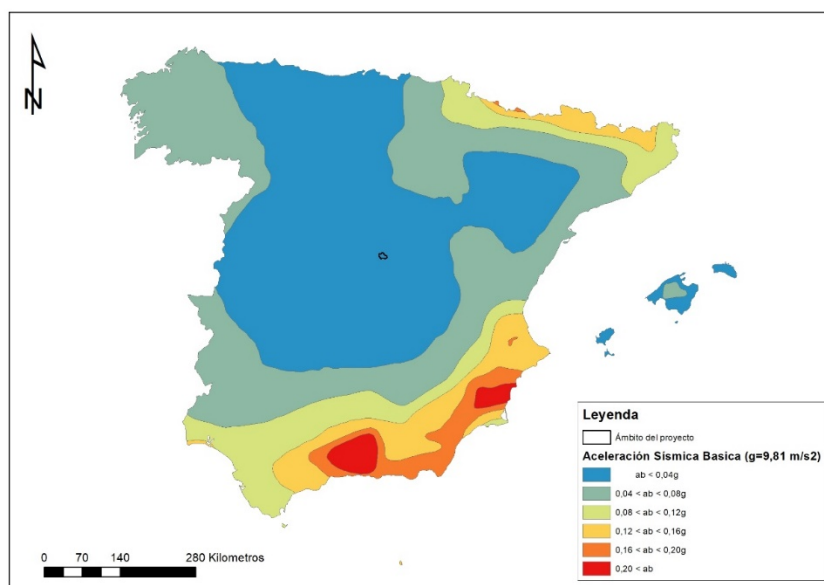 N
Leyenda
Ámbito del proyecto
Aceleración Sísmica Basica (g=9,81 m/s2)
ab < 0,04g
0,04 < ab < 0,08g
0,08 < ab < 0,12g
0,12 < ab < 0,16g
0,16 < ab < 0,20g
0,20 < ab
0 70 140 280 Kilometros